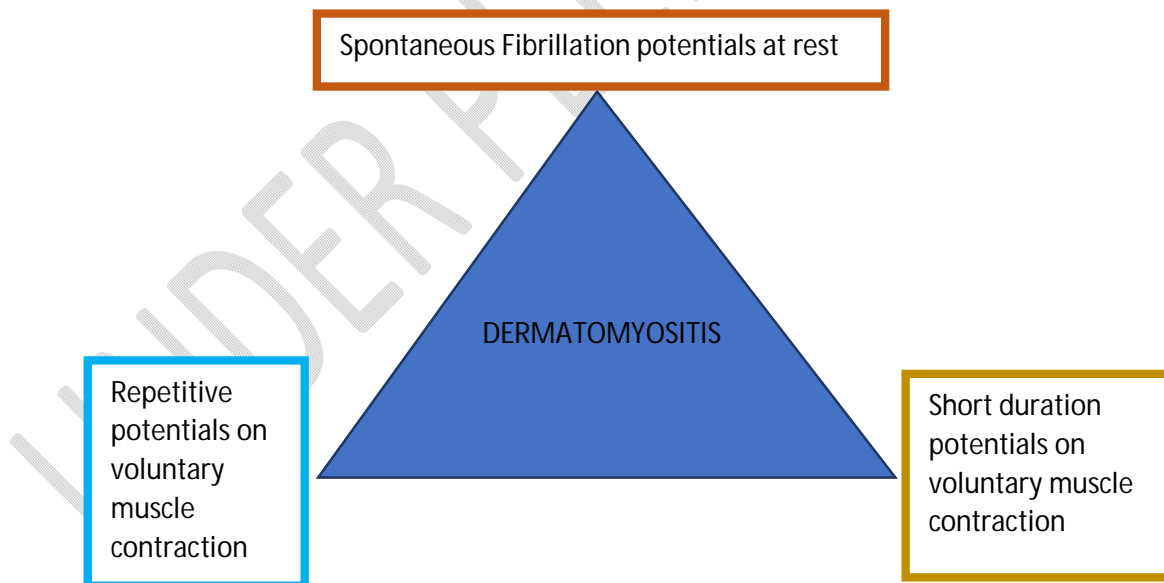 Spontaneous Fibrillation potentials at rest
DERMATOMYOSITIS
Repetitive
potentials on
voluntary
muscle
contraction
Short duration
potentials on
voluntary muscle
contraction
UNDER